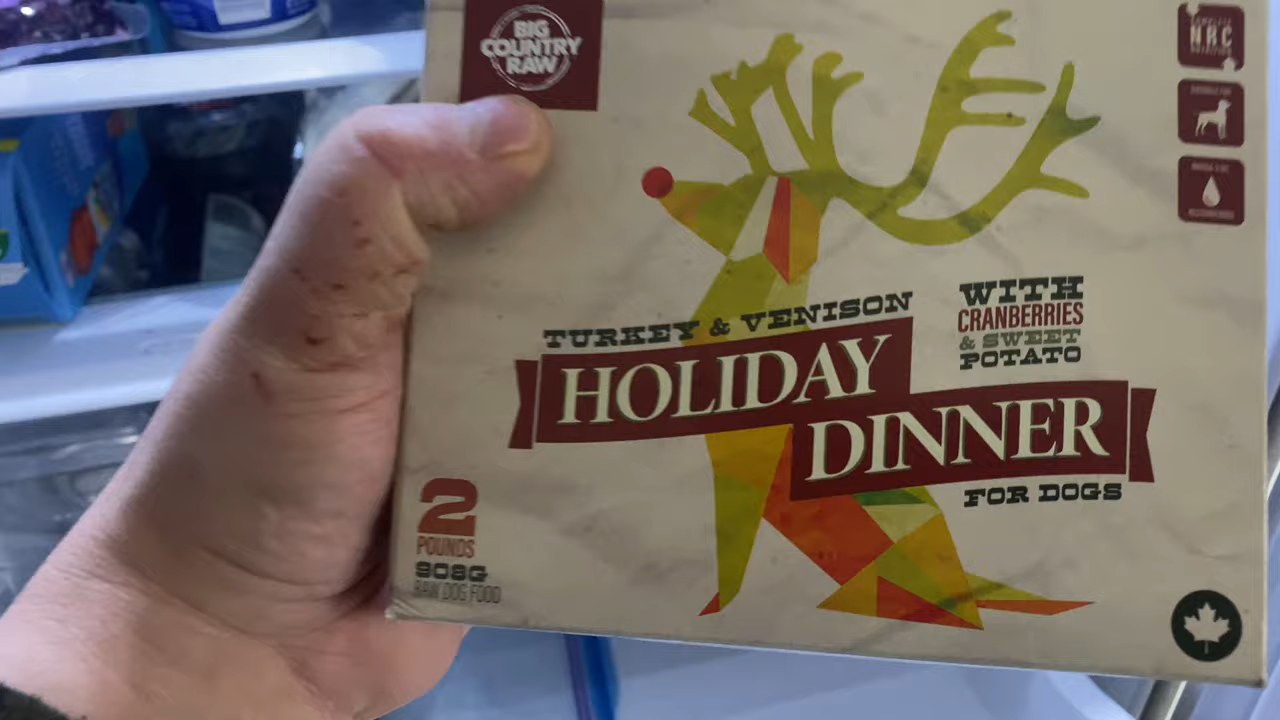 BIG
COUNTRY
RAW
NRC
TURKEY & VENISON
WITH
CRANBERRIES
& SWEET
POTATO
HOLIDAY
DINNER
FOR DOGS
2
POUNDS
908G
RAW DOG FOOD